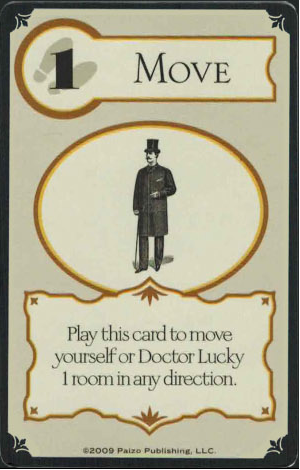 1 Move
Play this card to move
yourself or Doctor Lucky
1 room in any direction.
©2009 Paizo Publishing, LLC.